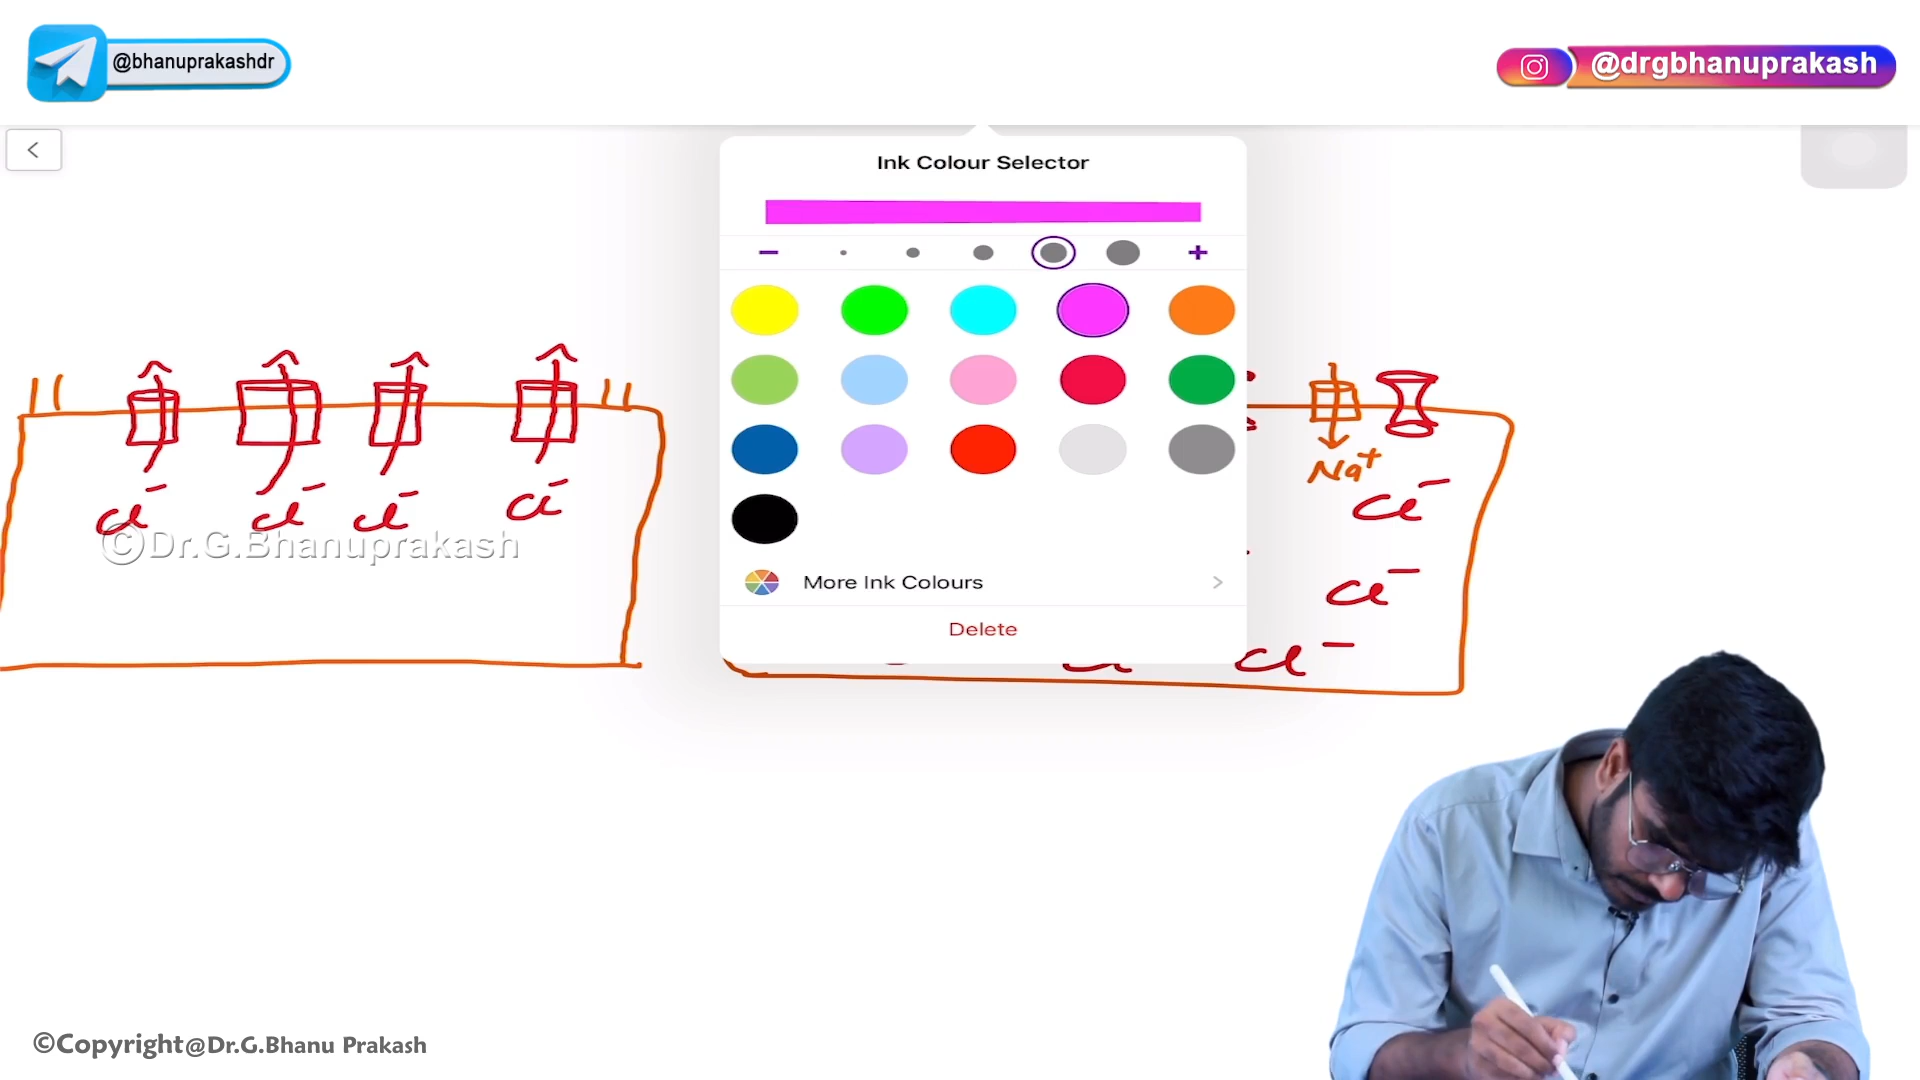 @bhanuprakashdr
@drgbhanuprakash
Ink Colour Selector
Na+
cl- cl- cl- cl- cl-
©Dr.G.Bhanuprakash
cl-
More Ink Colours
Delete
cl-
©Copyright@Dr.G.Bhanu Prakash